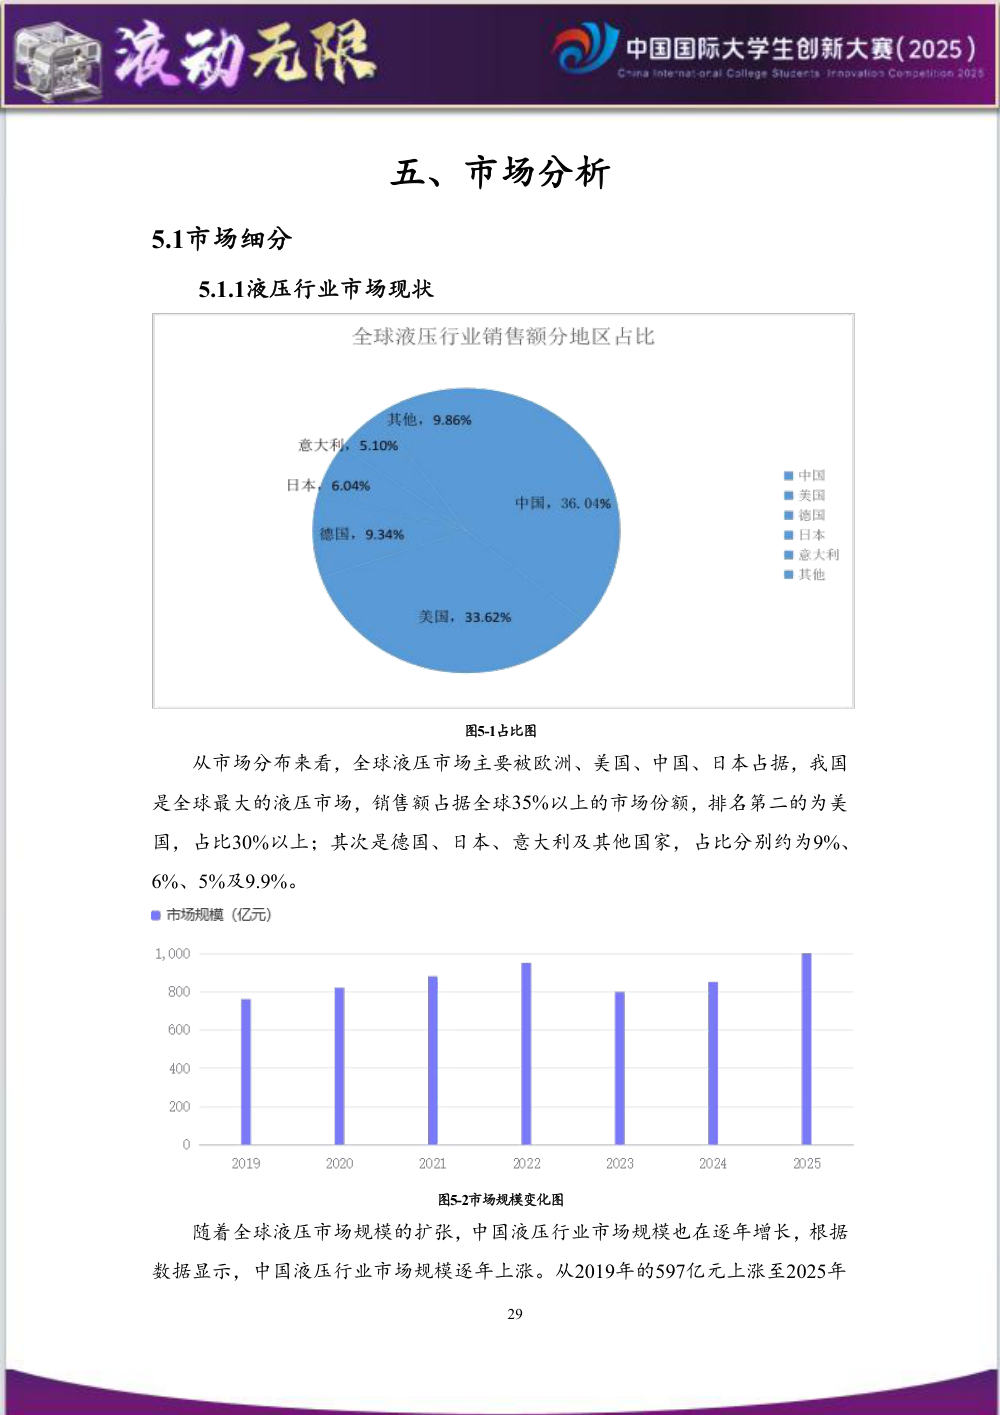 液动无限
中国国际大学生创新大赛(2025)
China International College Students' Innovation Competition 2025
五、市场分析
5.1市场细分
5.1.1液压行业市场现状
全球液压行业销售额分地区占比
其他，9.86%
意大利，5.10%
日本，6.04%
中国，36.04%
德国，9.34%
美国，33.62%
中国
美国
德国
日本
意大利
其他
图5-1占比图
从市场分布来看，全球液压市场主要被欧洲、美国、中国、日本占据，我国
是全球最大的液压市场，销售额占据全球35%以上的市场份额，排名第二的为美
国，占比30%以上；其次是德国、日本、意大利及其他国家，占比分别约为9%、
6%、5%及9.9%。
市场规模（亿元）
1,000
800
600
400
200
0
2019 2020 2021 2022 2023 2024 2025
图5-2市场规模变化图
随着全球液压市场规模的扩张，中国液压行业市场规模也在逐年增长，根据
数据显示，中国液压行业市场规模逐年上涨。从2019年的597亿元上涨至2025年
29